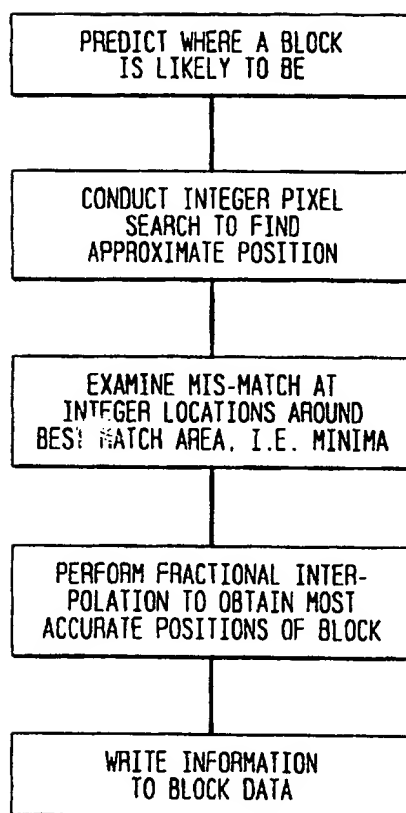 PREDICT WHERE A BLOCK
IS LIKELY TO BE
CONDUCT INTEGER PIXEL
SEARCH TO FIND
APPROXIMATE POSITION
EXAMINE MIS-MATCH AT
INTEGER LOCATIONS AROUND
BEST MATCH AREA. I.E. MINIMA
PERFORM FRACTIONAL INTER-
POLATION TO OBTAIN MOST
ACCURATE POSITIONS OF BLOCK
WRITE INFORMATION
TO BLOCK DATA